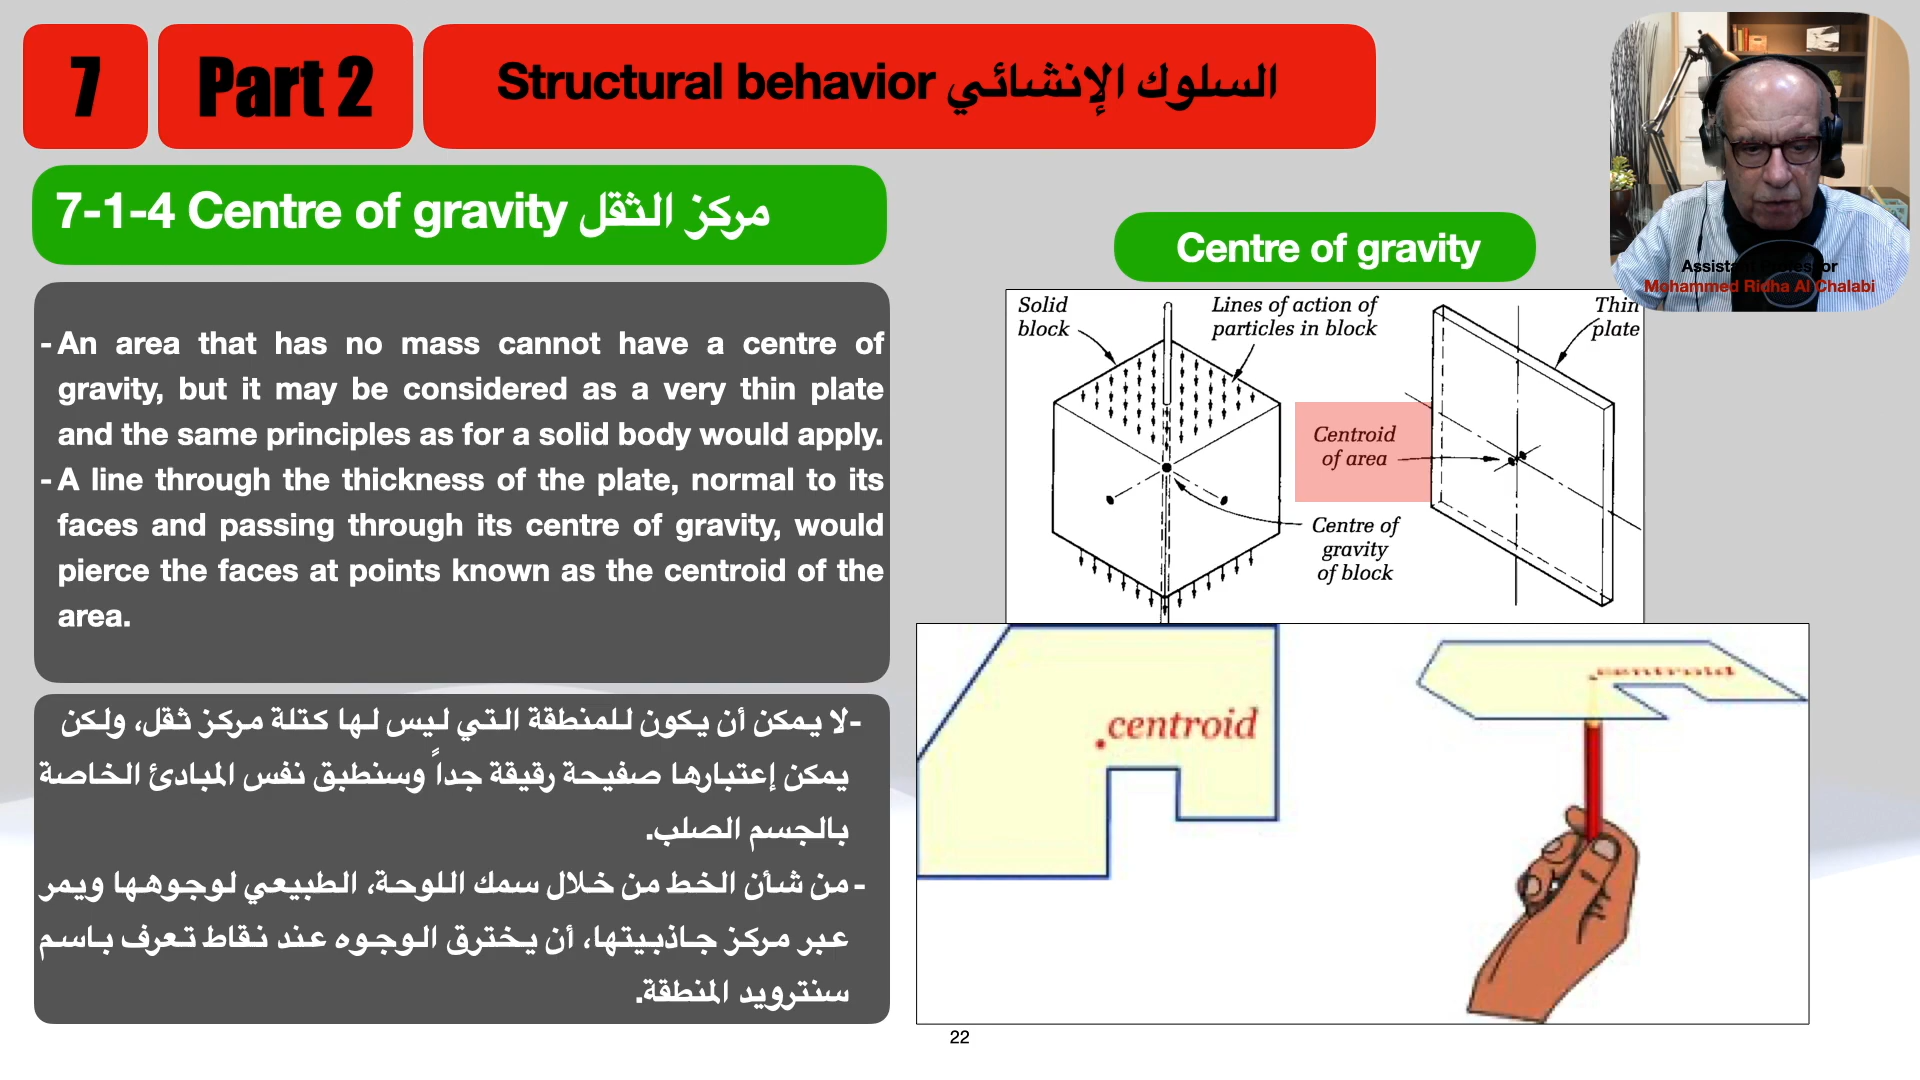 7
Part 2
Structural behavior السلوك الإنشائي
7-1-4 Centre of gravity مركز الثقل
- An area that has no mass cannot have a centre of
gravity, but it may be considered as a very thin plate
and the same principles as for a solid body would apply.
- A line through the thickness of the plate, normal to its
faces and passing through its centre of gravity, would
pierce the faces at points known as the centroid of the
area.
-لا يمكن أن يكون للمنطقة التي ليس لها كتلة مركز ثقل، ولكن
يمكن إعتبارها صفيحة رقيقة جداً وسنطبق نفس المبادئ الخاصة
بالجسم الصلب.
- من شأن الخط من خلال سمك اللوحة، الطبيعي لوجوهها ويمر
عبر مركز جاذبيتها، أن يخترق الوجوه عند نقاط تعرف باسم
سنترويد المنطقة.
Centre of gravity
Solid
block
Lines of action of
particles in block
Thin
plate
Centroid
of area
Centre of
gravity
of block
centroid
centroid
Assistant Professor
Mohammed Ridha Al Chalabi
22